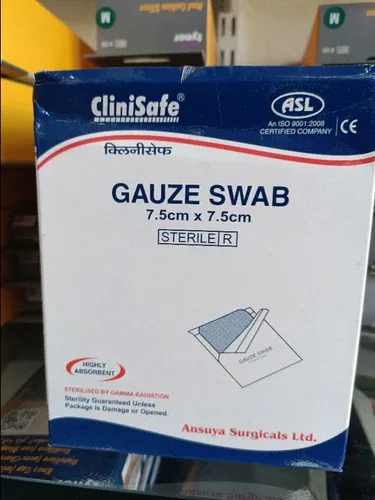 CliniSafe®
क्लिनीसेफ
ASL
An ISO 9001:2008
CERTIFIED COMPANY
CE
GAUZE SWAB
7.5cm x 7.5cm
STERILE R
GAUZE SWAB
HIGHLY
ABSORBENT
STERILISED BY GAMMA RADIATION
Sterility Guaranteed Unless
Package is Damage or Opened.
Ansuya Surgicals Ltd.
Tynor
M